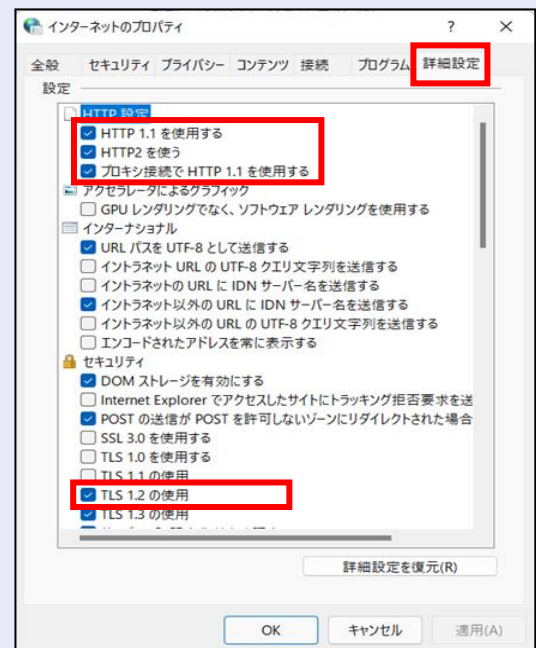 インターネットのプロパティ ? ×
全般 セキュリティ プライバシー コンテンツ 接続 プログラム 詳細設定
設定
HTTP 設定
HTTP 1.1 を使用する
HTTP2 を使う
プロキシ接続で HTTP 1.1 を使用する
アクセラレータによるグラフィック
GPU レンダリングでなく、ソフトウェア レンダリングを使用する
インターナショナル
URL パスを UTF-8 として送信する
イントラネット URL の UTF-8 クエリ文字列を送信する
イントラネットの URL に IDN サーバー名を送信する
イントラネット以外の URL に IDN サーバー名を送信する
イントラネット以外の URL の UTF-8 クエリ文字列を送信する
エンコードされたアドレスを常に表示する
セキュリティ
DOM ストレージを有効にする
Internet Explorer でアクセスしたサイトにトラッキング拒否要求を送
POST の送信が POST を許可しないゾーンにリダイレクトされた場合
SSL 3.0 を使用する
TLS 1.0 を使用する
TLS 1.1 の使用
TLS 1.2 の使用
TLS 1.3 の使用
詳細設定を復元(R)
OK キャンセル 適用(A)